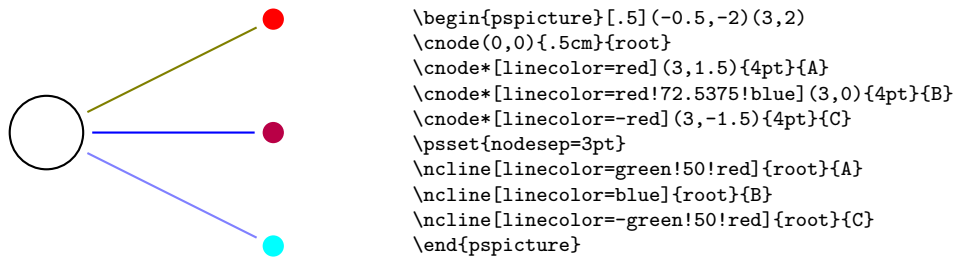 \begin{pspicture}[.5](-0.5,-2)(3,2)
\cnode(0,0){.5cm}{root}
\cnode*[linecolor=red](3,1.5){4pt}{A}
\cnode*[linecolor=red!72.5375!blue](3,0){4pt}{B}
\cnode*[linecolor=-red](3,-1.5){4pt}{C}
\psset{nodesep=3pt}
\ncline[linecolor=green!50!red]{root}{A}
\ncline[linecolor=blue]{root}{B}
\ncline[linecolor=-green!50!red]{root}{C}
\end{pspicture}